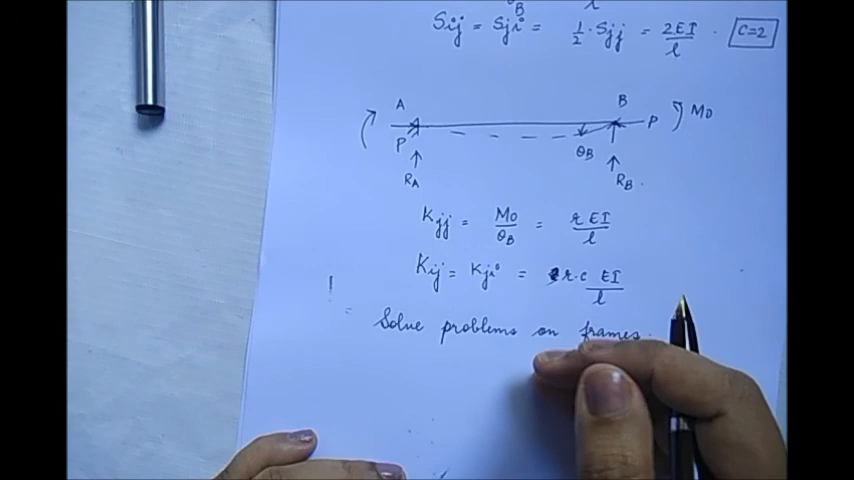 B l
Sij = Sji = 1/2 · Sjj = 2EI/l · C=2
A B
P P Mo
θB
RA RB
Kjj = Mo/θB = r EI/l
Kij = Kji = r·c EI/l
Solve problems on frames.